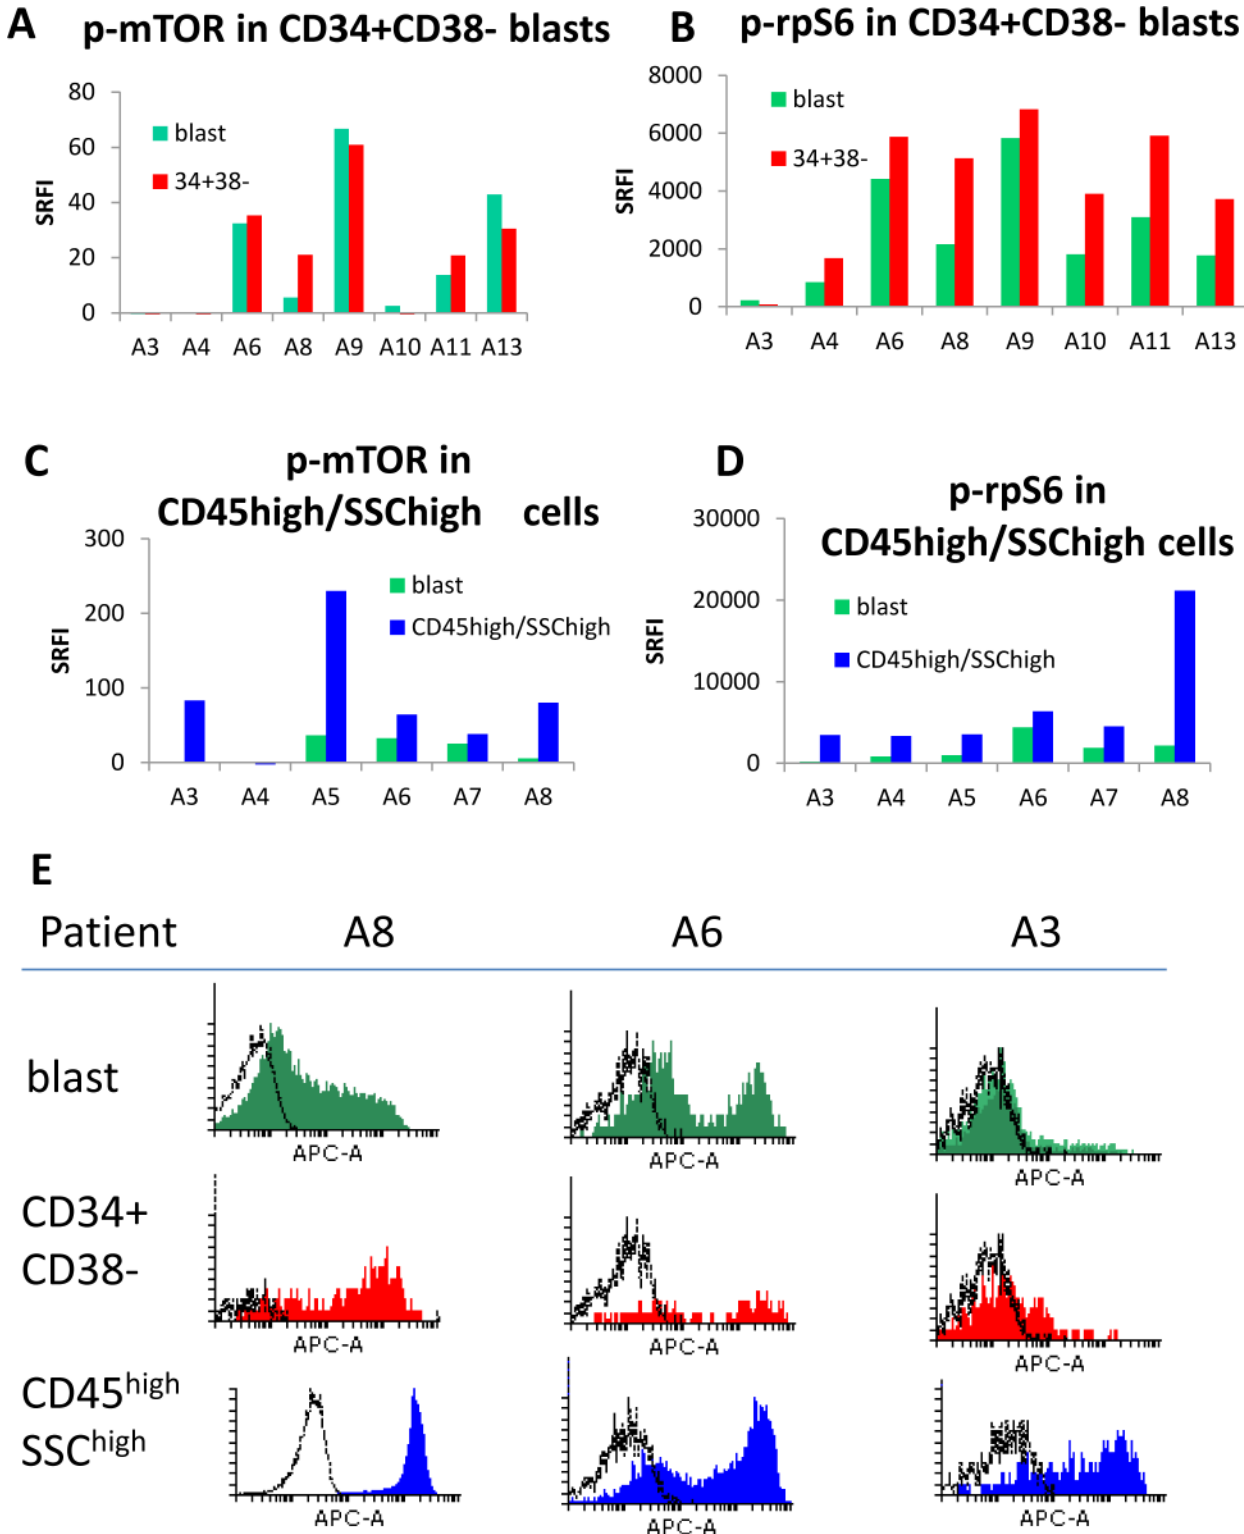 A
p-mTOR in CD34+CD38- blasts
80
60
40
20
0
SRFI
blast
34+38-
A3 A4 A6 A8 A9 A10 A11 A13
B
p-rpS6 in CD34+CD38- blasts
8000
6000
4000
2000
0
SRFI
blast
34+38-
A3 A4 A6 A8 A9 A10 A11 A13
C
p-mTOR in
CD45high/SSChigh cells
300
200
100
0
SRFI
blast
CD45high/SSChigh
A3 A4 A5 A6 A7 A8
D
p-rpS6 in
CD45high/SSChigh cells
30000
20000
10000
0
SRFI
blast
CD45high/SSChigh
A3 A4 A5 A6 A7 A8
E
Patient A8 A6 A3
blast
APC-A APC-A APC-A
CD34+
CD38-
APC-A APC-A APC-A
CD45high
SSChigh
APC-A APC-A APC-A